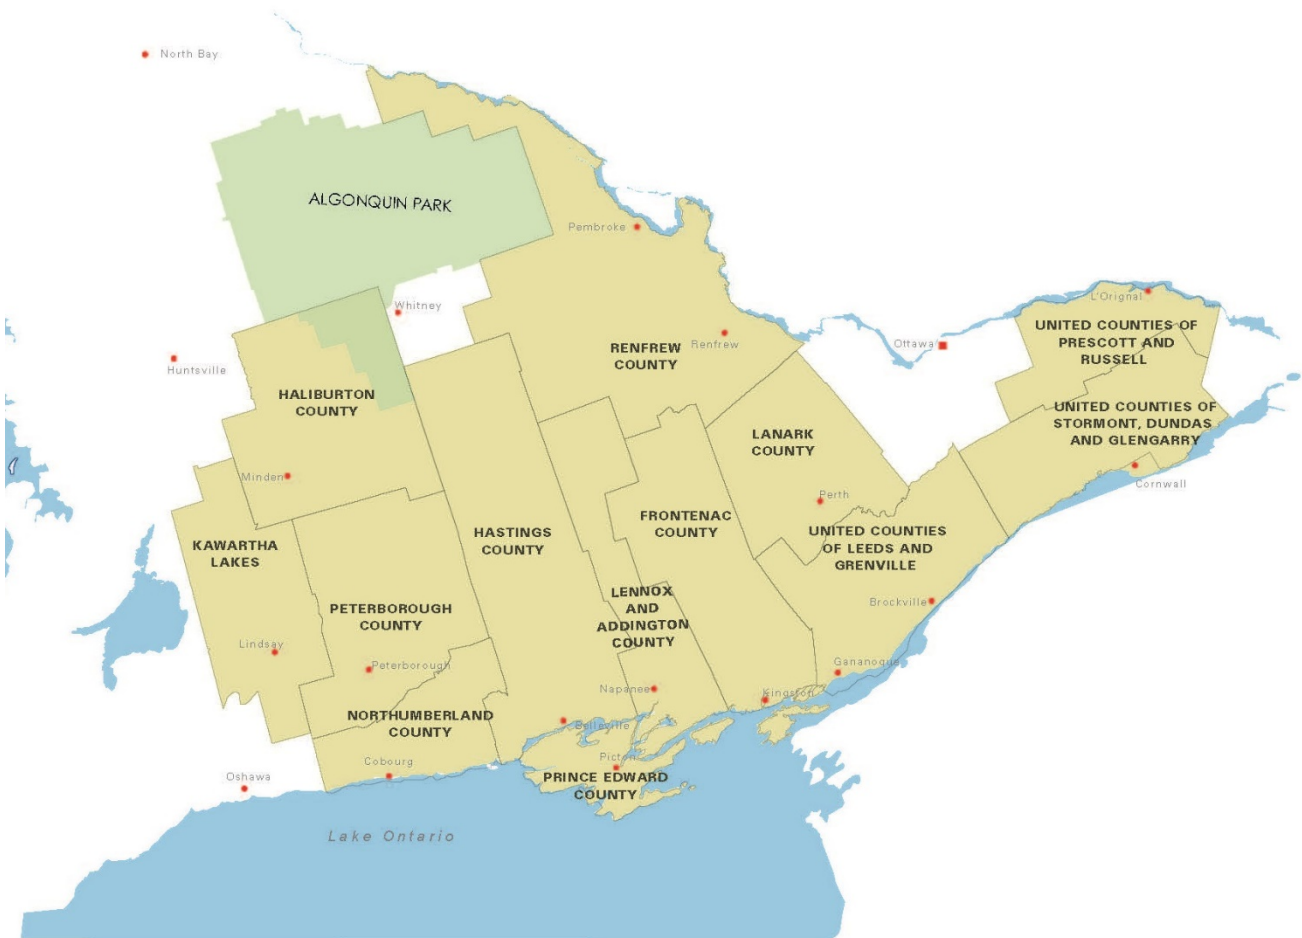 North Bay
ALGONQUIN PARK
Pembroke
Whitney
L'Orignal
Ottawa
Renfrew
RENFREW
COUNTY
UNITED COUNTIES OF
PRESCOTT AND
RUSSELL
Huntsville
HALIBURTON
COUNTY
UNITED COUNTIES OF
STORMONT, DUNDAS
AND GLENGARRY
LANARK
COUNTY
Minden
Cornwall
Perth
FRONTENAC
COUNTY
HASTINGS
COUNTY
UNITED COUNTIES
OF LEEDS AND
GRENVILLE
KAWARTHA
LAKES
LENNOX
AND
ADDINGTON
COUNTY
Brockville
PETERBOROUGH
COUNTY
Lindsay
Peterborough
Gananoque
Napanee
Kingston
NORTHUMBERLAND
COUNTY
Belleville
Picton
Cobourg
Oshawa
PRINCE EDWARD
COUNTY
Lake Ontario